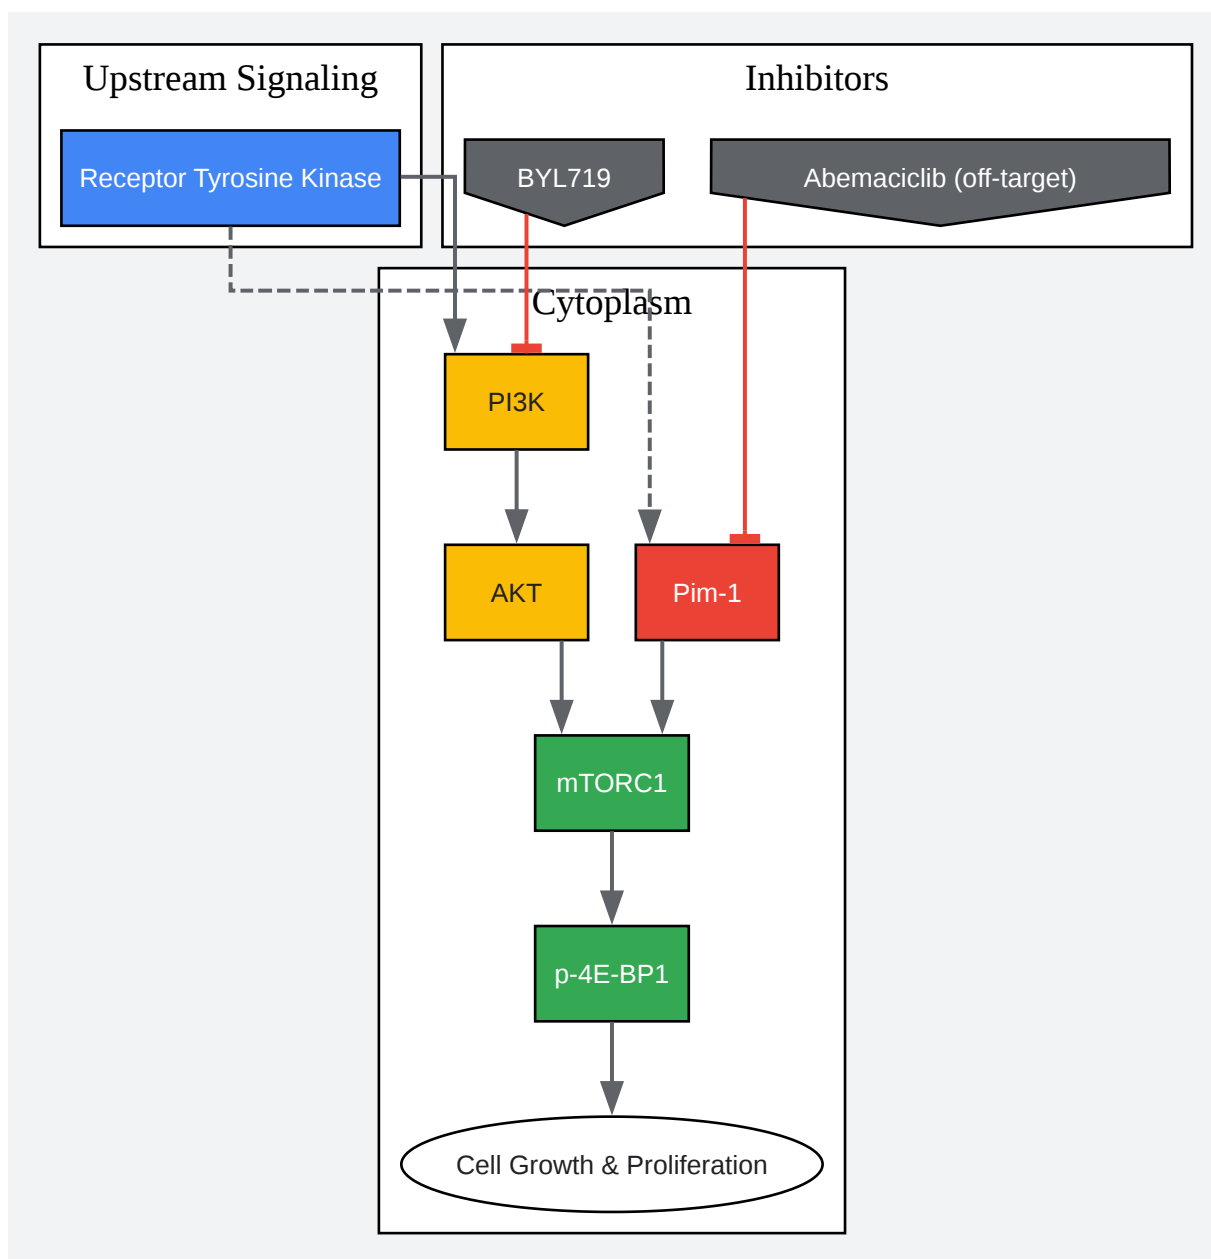 Upstream Signaling
Inhibitors
Receptor Tyrosine Kinase
BYL719
Abemaciclib (off-target)
Cytoplasm
PI3K
AKT
Pim-1
mTORC1
p-4E-BP1
Cell Growth & Proliferation